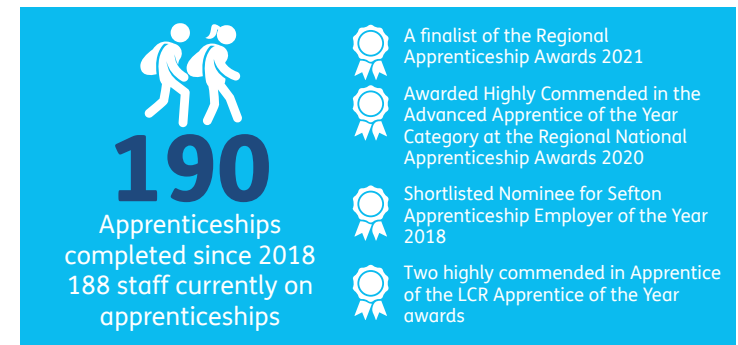 190
Apprenticeships
completed since 2018
188 staff currently on
apprenticeships
A finalist of the Regional
Apprenticeship Awards 2021
Awarded Highly Commended in the
Advanced Apprentice of the Year
Category at the Regional National
Apprenticeship Awards 2020
Shortlisted Nominee for Sefton
Apprenticeship Employer of the Year
2018
Two highly commended in Apprentice
of the LCR Apprentice of the Year
awards